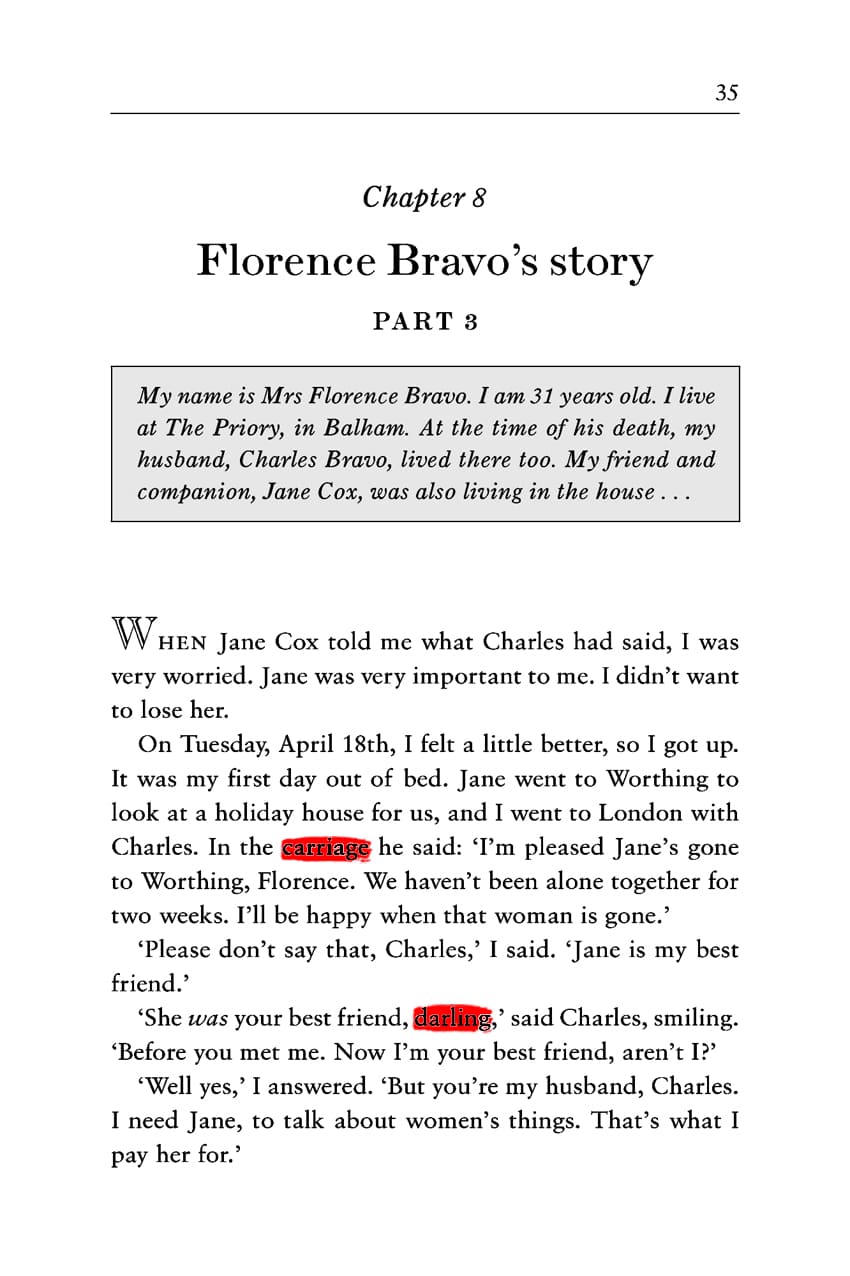 35
Chapter 8
Florence Bravo’s story
PART 3
My name is Mrs Florence Bravo. I am 31 years old. I live
at The Priory, in Balham. At the time of his death, my
husband, Charles Bravo, lived there too. My friend and
companion, Jane Cox, was also living in the house . . .
WHEN Jane Cox told me what Charles had said, I was
very worried. Jane was very important to me. I didn’t want
to lose her.
On Tuesday, April 18th, I felt a little better, so I got up.
It was my first day out of bed. Jane went to Worthing to
look at a holiday house for us, and I went to London with
Charles. In the carriage he said: ‘I’m pleased Jane’s gone
to Worthing, Florence. We haven’t been alone together for
two weeks. I’ll be happy when that woman is gone.’
‘Please don’t say that, Charles,’ I said. ‘Jane is my best
friend.’
‘She was your best friend, darling,’ said Charles, smiling.
‘Before you met me. Now I’m your best friend, aren’t I?’
‘Well yes,’ I answered. ‘But you’re my husband, Charles.
I need Jane, to talk about women’s things. That’s what I
pay her for.’